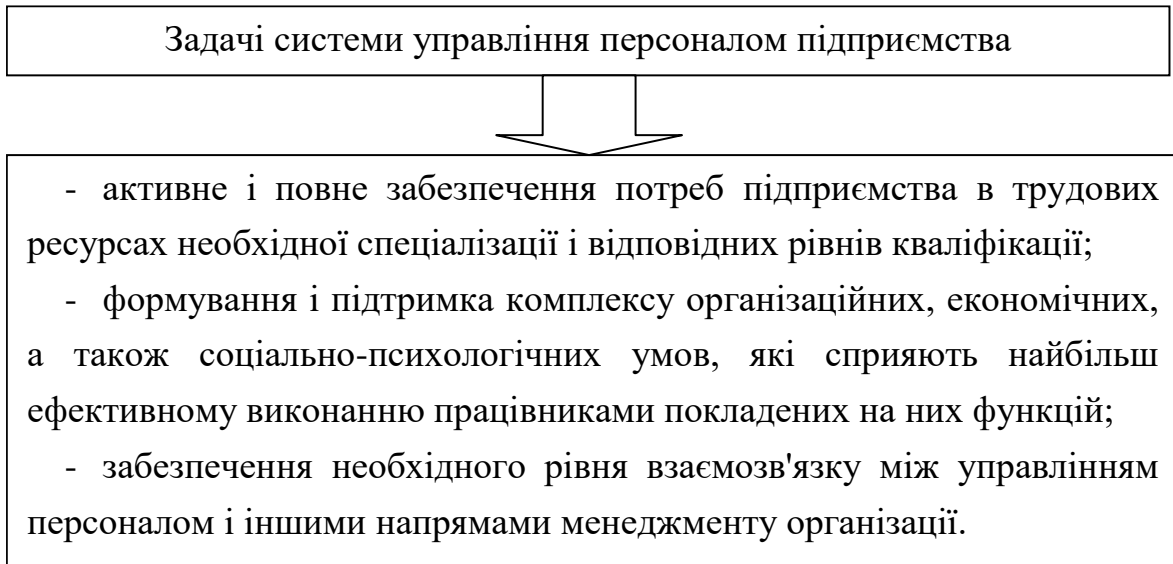 Задачі системи управління персоналом підприємства
- активне і повне забезпечення потреб підприємства в трудових
ресурсах необхідної спеціалізації і відповідних рівнів кваліфікації;
- формування і підтримка комплексу організаційних, економічних,
а також соціально-психологічних умов, які сприяють найбільш
ефективному виконанню працівниками покладених на них функцій;
- забезпечення необхідного рівня взаємозв'язку між управлінням
персоналом і іншими напрямами менеджменту організації.